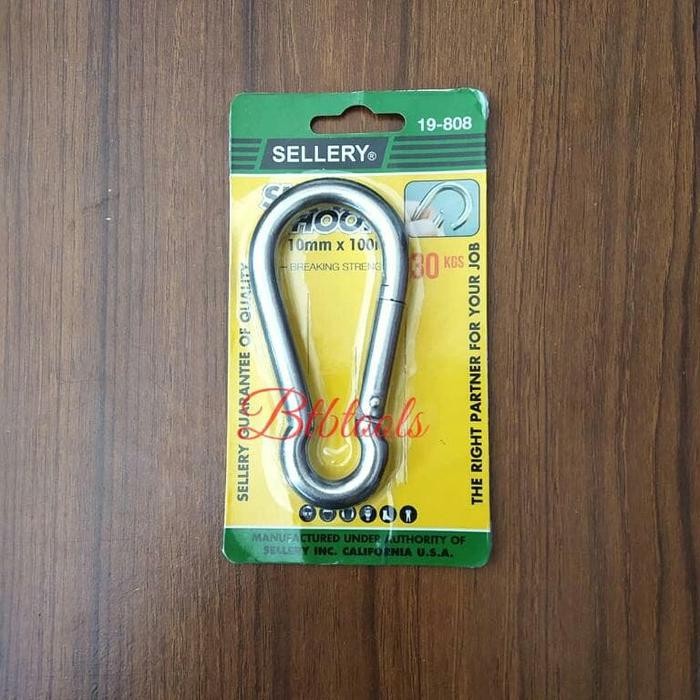 19-808
SELLERY®
HOOK
10mm x 100
BREAKING STRENG
30 KGS
SELLERY GUARANTEE OF QUALITY
THE RIGHT PARTNER FOR YOUR JOB
Btbtools
MANUFACTURED UNDER AUTHORITY OF
SELLERY INC. CALIFORNIA U.S.A.